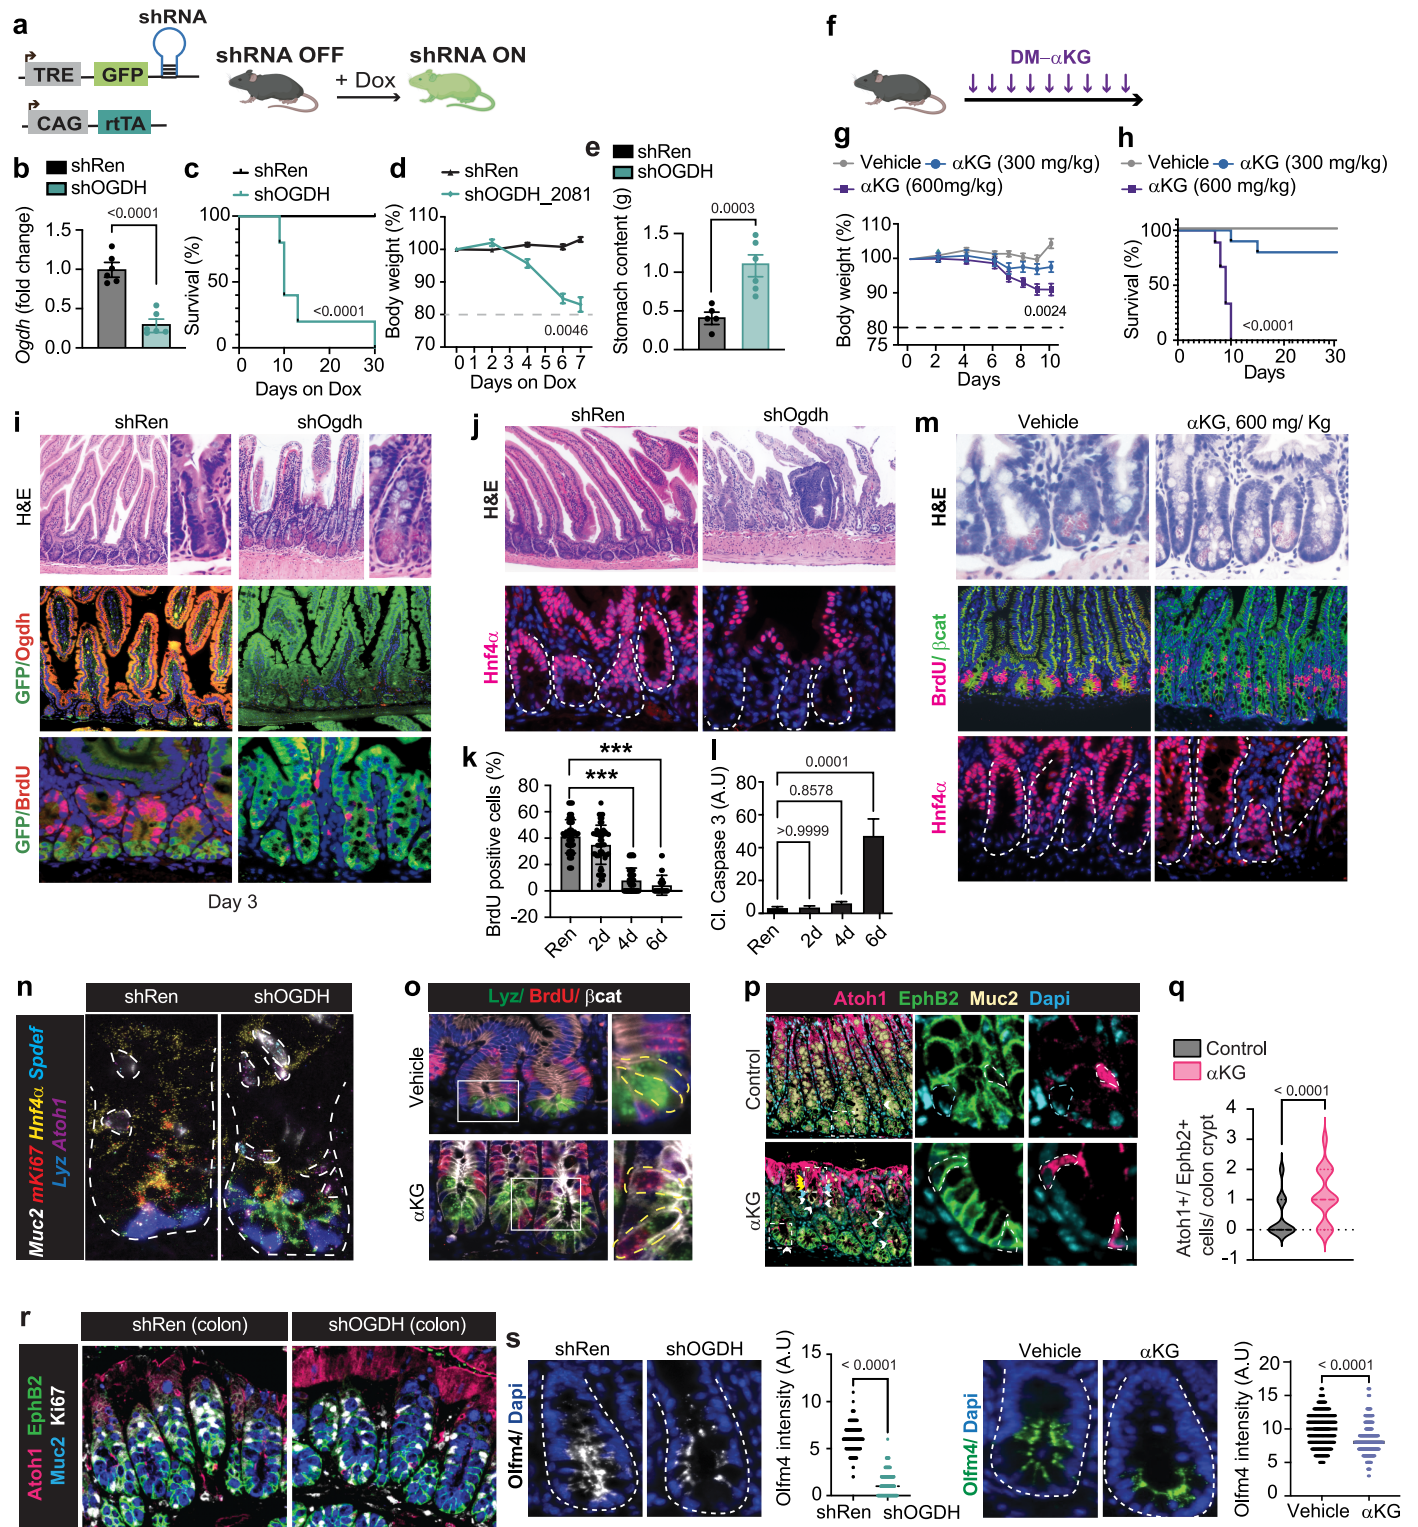 a
shRNA
TRE GFP
CAG rtTA
shRNA OFF
+ Dox
shRNA ON
f
DM–αKG
b
shRen
shOGDH
<0.0001
Ogdh (fold change)
1.5
1.0
0.5
0.0
c
shRen
shOGDH
Survival (%)
100
50
0
<0.0001
0 10 20 30
Days on Dox
d
shRen
shOGDH_2081
Body weight (%)
110
100
90
80
70
0.0046
0 1 2 3 4 5 6 7
Days on Dox
e
shRen
shOGDH
0.0003
Stomach content (g)
1.5
1.0
0.5
0.0
g
Vehicle αKG (300 mg/kg)
αKG (600mg/kg)
Body weight (%)
110
100
90
80
75
0.0024
0 2 4 6 8 10
Days
h
Vehicle αKG (300 mg/kg)
αKG (600 mg/kg)
Survival (%)
100
50
0
<0.0001
0 10 20 30
Days
i
shRen shOgdh
H&E
GFP/Ogdh
GFP/BrdU
Day 3
j
shRen shOgdh
H&E
Hnf4α
k
BrdU positive cells (%)
80
60
40
20
0
-20
***
***
Ren 2d 4d 6d
l
Cl. Caspase 3 (A.U)
80
60
40
20
0
0.0001
0.8578
>0.9999
Ren 2d 4d 6d
m
Vehicle αKG, 600 mg/ Kg
H&E
BrdU/ βcat
Hnf4α
n
shRen shOGDH
Muc2 mKi67 Hnf4α Spdef
Lyz Atoh1
o
Lyz/ BrdU/ βcat
Vehicle
αKG
p
Atoh1 EphB2 Muc2 Dapi
Control
αKG
q
Control
αKG
< 0.0001
Atoh1+/ Ephb2+
cells/ colon crypt
4
3
2
1
0
-1
r
shRen (colon) shOGDH (colon)
Atoh1 EphB2
Muc2 Ki67
s
shRen shOGDH
Olfm4/ Dapi
Olfm4 intensity (A.U)
< 0.0001
15
10
5
0
shRen shOGDH
Vehicle αKG
Olfm4/ Dapi
Olfm4 intensity (A.U)
< 0.0001
20
15
10
5
0
Vehicle αKG